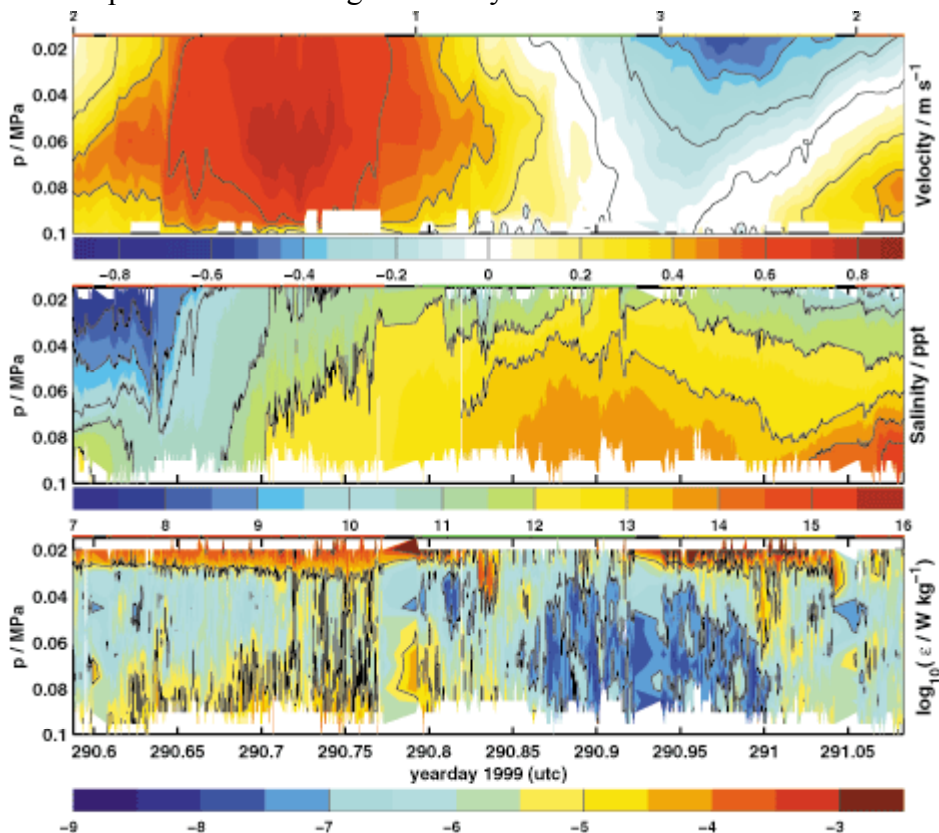 2 1 3 2
0.02
0.04
0.06
0.08
0.1
p / MPa
Velocity / m s⁻¹
−0.8 −0.6 −0.4 −0.2 0 0.2 0.4 0.6 0.8
0.02
0.04
0.06
0.08
0.1
p / MPa
Salinity / ppt
7 8 9 10 11 12 13 14 15 16
0.02
0.04
0.06
0.08
0.1
p / MPa
log₁₀( ε / W kg⁻¹)
290.6 290.65 290.7 290.75 290.8 290.85 290.9 290.95 291 291.05
yearday 1999 (utc)
−9 −8 −7 −6 −5 −4 −3